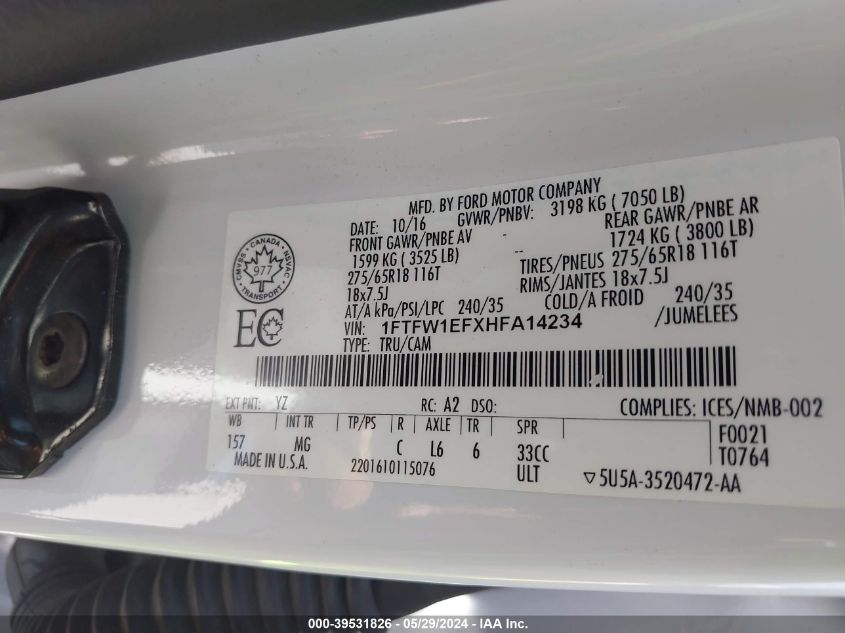 MFD. BY FORD MOTOR COMPANY
DATE: 10/16 GVWR/PNBV: 3198 KG ( 7050 LB)
FRONT GAWR/PNBE AV - REAR GAWR/PNBE AR
1599 KG ( 3525 LB) -- 1724 KG ( 3800 LB)
275/65R18 116T TIRES/PNEUS 275/65R18 116T
18x7.5J RIMS/JANTES 18x7.5J
AT/A kPa/PSI/LPC 240/35 COLD/A FROID 240/35
VIN: 1FTFW1EFXHFA14234 /JUMELEES
TYPE: TRU/CAM
CANADA
CMVSS NSVAC
977
TRANSPORT
EC
EXT PNT: YZ RC: A2 DSO: COMPLIES: ICES/NMB-002
WB INT TR TP/PS R AXLE TR SPR F0021
157 MG C L6 6 33CC T0764
MADE IN U.S.A. 2201610115076 ULT ▽5U5A-3520472-AA
000-39531826 - 05/29/2024 - IAA Inc.